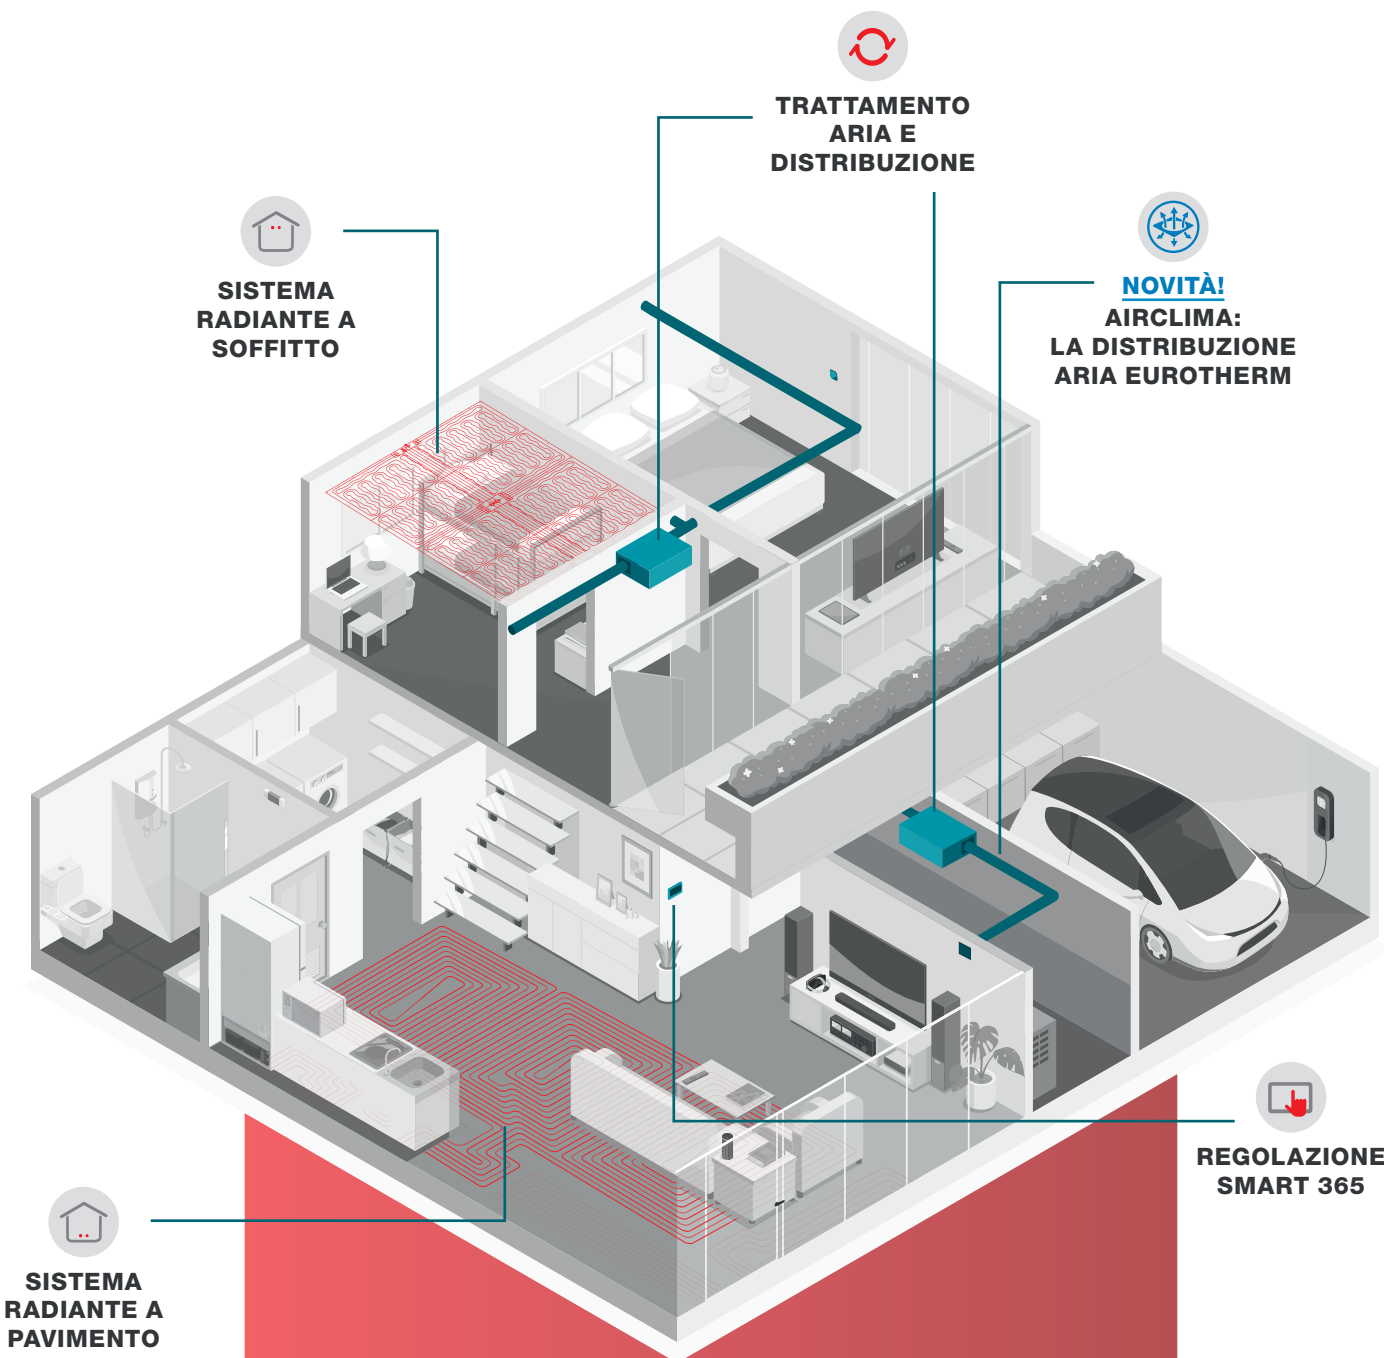 TRATTAMENTO
ARIA E
DISTRIBUZIONE
SISTEMA
RADIANTE A
SOFFITTO
NOVITÀ!
AIRCLIMA:
LA DISTRIBUZIONE
ARIA EUROTHERM
REGOLAZIONE
SMART 365
SISTEMA
RADIANTE A
PAVIMENTO